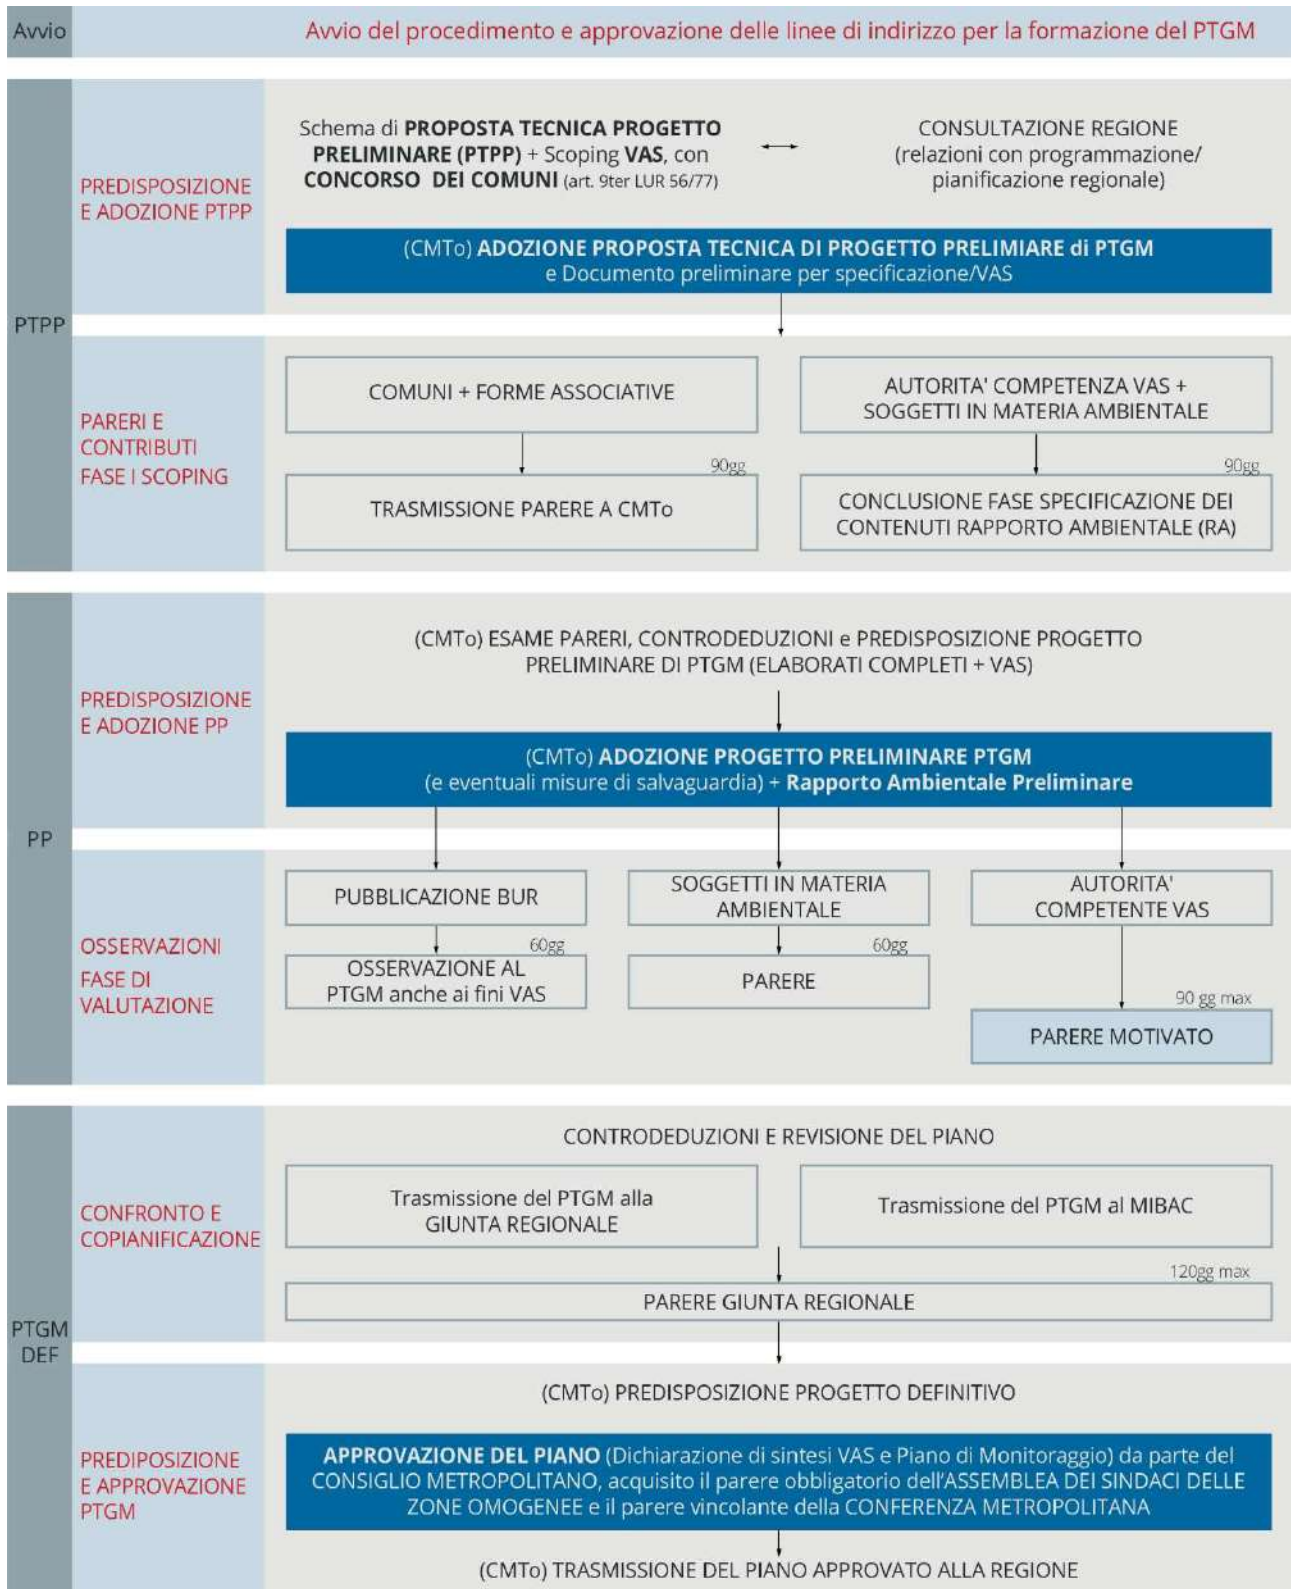 Avvio
Avvio del procedimento e approvazione delle linee di indirizzo per la formazione del PTGM
PTPP
PREDISPOSIZIONE
E ADOZIONE PTPP
Schema di PROPOSTA TECNICA PROGETTO
PRELIMINARE (PTPP) + Scoping VAS, con
CONCORSO DEI COMUNI (art. 9ter LUR 56/77)
CONSULTAZIONE REGIONE
(relazioni con programmazione/
pianificazione regionale)
(CMTo) ADOZIONE PROPOSTA TECNICA DI PROGETTO PRELIMIARE di PTGM
e Documento preliminare per specificazione/VAS
PARERI E
CONTRIBUTI
FASE I SCOPING
COMUNI + FORME ASSOCIATIVE
AUTORITA' COMPETENZA VAS +
SOGGETTI IN MATERIA AMBIENTALE
90gg
TRASMISSIONE PARERE A CMTo
90gg
CONCLUSIONE FASE SPECIFICAZIONE DEI
CONTENUTI RAPPORTO AMBIENTALE (RA)
PP
PREDISPOSIZIONE
E ADOZIONE PP
(CMTo) ESAME PARERI, CONTRODEDUZIONI e PREDISPOSIZIONE PROGETTO
PRELIMINARE DI PTGM (ELABORATI COMPLETI + VAS)
(CMTo) ADOZIONE PROGETTO PRELIMINARE PTGM
(e eventuali misure di salvaguardia) + Rapporto Ambientale Preliminare
OSSERVAZIONI
FASE DI
VALUTAZIONE
PUBBLICAZIONE BUR
SOGGETTI IN MATERIA
AMBIENTALE
AUTORITA'
COMPETENTE VAS
60gg
OSSERVAZIONE AL
PTGM anche ai fini VAS
60gg
PARERE
90 gg max
PARERE MOTIVATO
PTGM
DEF
CONFRONTO E
COPIANIFICAZIONE
CONTRODEDUZIONI E REVISIONE DEL PIANO
Trasmissione del PTGM alla
GIUNTA REGIONALE
Trasmissione del PTGM al MIBAC
120gg max
PARERE GIUNTA REGIONALE
PREDIPOSIZIONE
E APPROVAZIONE
PTGM
(CMTo) PREDISPOSIZIONE PROGETTO DEFINITIVO
APPROVAZIONE DEL PIANO (Dichiarazione di sintesi VAS e Piano di Monitoraggio) da parte del
CONSIGLIO METROPOLITANO, acquisito il parere obbligatorio dell'ASSEMBLEA DEI SINDACI DELLE
ZONE OMOGENEE e il parere vincolante della CONFERENZA METROPOLITANA
(CMTo) TRASMISSIONE DEL PIANO APPROVATO ALLA REGIONE